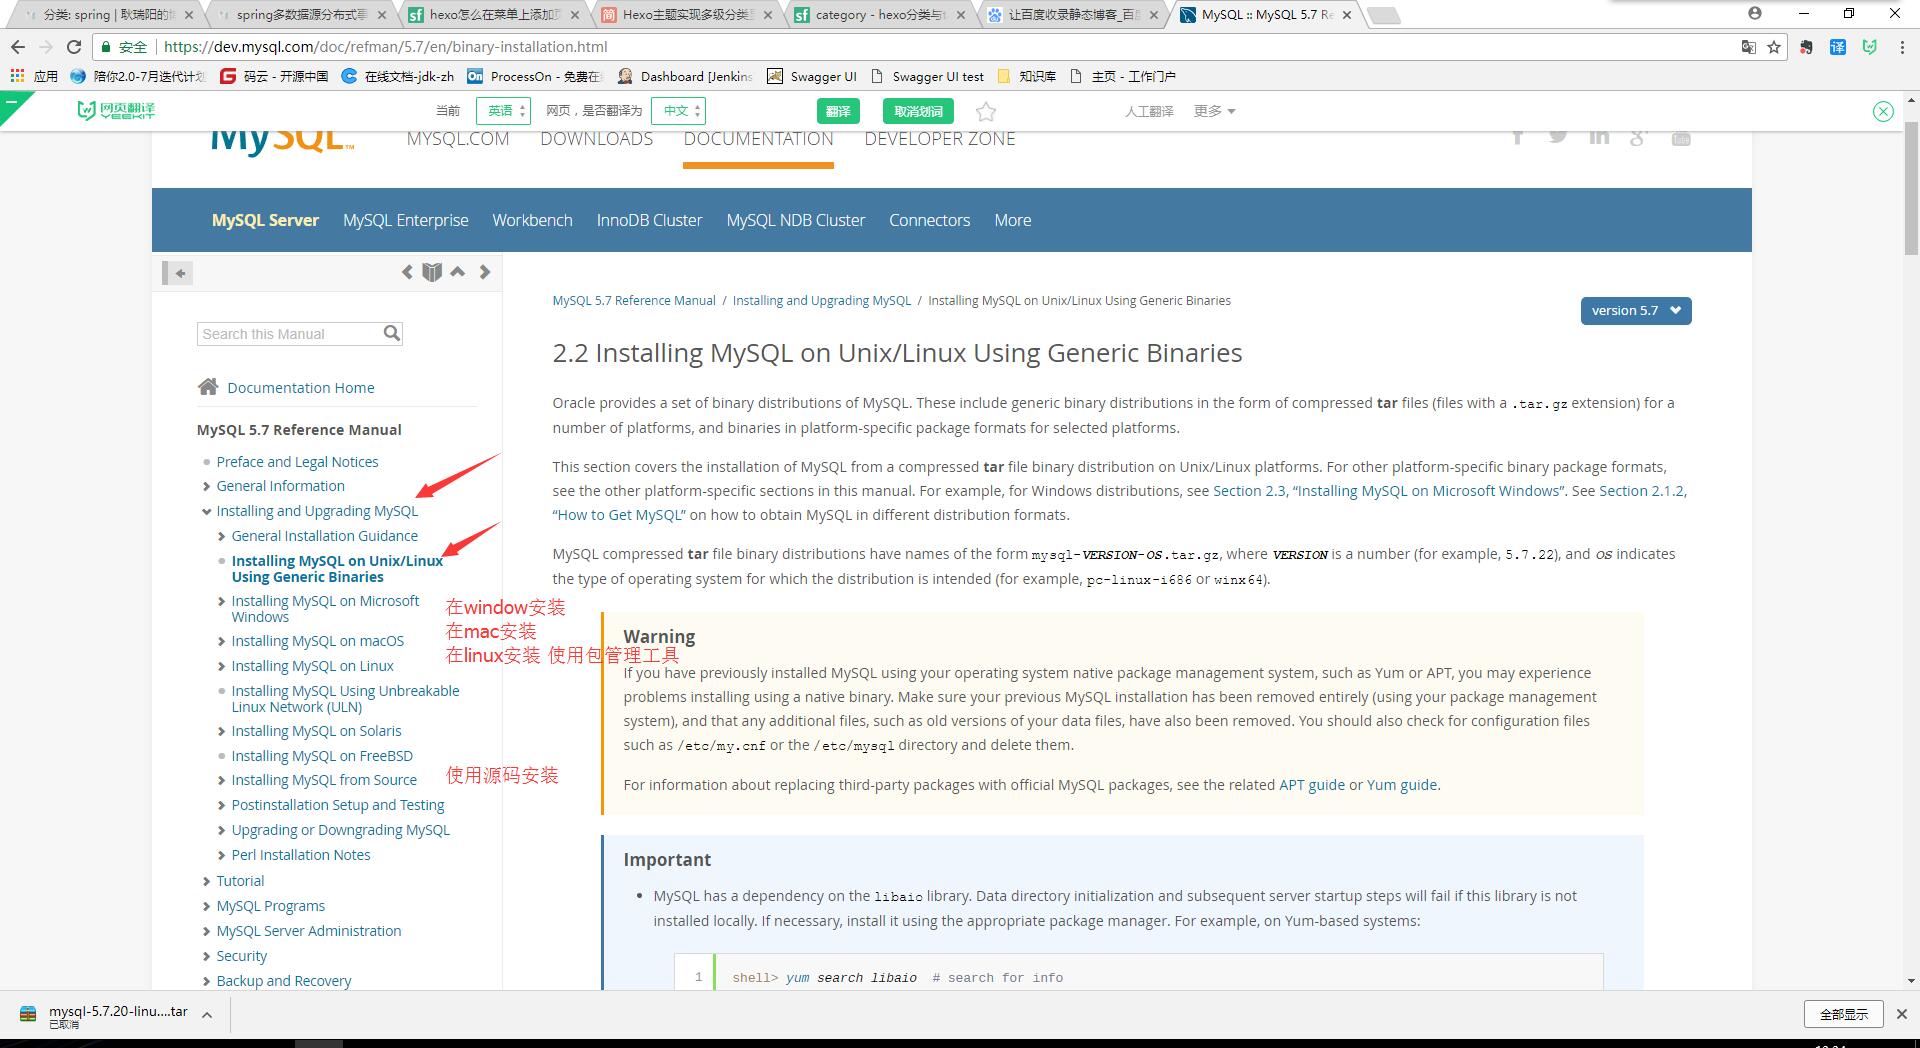 分类: spring | 耿瑞阳的博
spring多数据源分布式事
hexo怎么在菜单上添加页
Hexo主题实现多级分类显
category - hexo分类与
让百度收录静态博客_百度
MySQL :: MySQL 5.7 Re
安全 https://dev.mysql.com/doc/refman/5.7/en/binary-installation.html
译
应用 陪你2.0-7月迭代计划 码云 - 开源中国 在线文档-jdk-zh ProcessOn - 免费在 Dashboard [Jenkins Swagger UI Swagger UI test 知识库 主页 - 工作门户
网页翻译 YEEKIT 当前 英语 网页，是否翻译为 中文 翻译 取消划词 人工翻译 更多
MySQL™ MYSQL.COM DOWNLOADS DOCUMENTATION DEVELOPER ZONE
MySQL Server MySQL Enterprise Workbench InnoDB Cluster MySQL NDB Cluster Connectors More
Search this Manual
Documentation Home
MySQL 5.7 Reference Manual
Preface and Legal Notices
General Information
Installing and Upgrading MySQL
General Installation Guidance
Installing MySQL on Unix/Linux
Using Generic Binaries
Installing MySQL on Microsoft
Windows
Installing MySQL on macOS
Installing MySQL on Linux
Installing MySQL Using Unbreakable
Linux Network (ULN)
Installing MySQL on Solaris
Installing MySQL on FreeBSD
Installing MySQL from Source
Postinstallation Setup and Testing
Upgrading or Downgrading MySQL
Perl Installation Notes
Tutorial
MySQL Programs
MySQL Server Administration
Security
Backup and Recovery
在window安装
在mac安装
在linux安装 使用包管理工具
使用源码安装
MySQL 5.7 Reference Manual / Installing and Upgrading MySQL / Installing MySQL on Unix/Linux Using Generic Binaries
version 5.7
2.2 Installing MySQL on Unix/Linux Using Generic Binaries
Oracle provides a set of binary distributions of MySQL. These include generic binary distributions in the form of compressed tar files (files with a .tar.gz extension) for a
number of platforms, and binaries in platform-specific package formats for selected platforms.
This section covers the installation of MySQL from a compressed tar file binary distribution on Unix/Linux platforms. For other platform-specific binary package formats,
see the other platform-specific sections in this manual. For example, for Windows distributions, see Section 2.3, “Installing MySQL on Microsoft Windows”. See Section 2.1.2,
“How to Get MySQL” on how to obtain MySQL in different distribution formats.
MySQL compressed tar file binary distributions have names of the form mysql-VERSION-OS.tar.gz, where VERSION is a number (for example, 5.7.22), and OS indicates
the type of operating system for which the distribution is intended (for example, pc-linux-i686 or winx64).
Warning
If you have previously installed MySQL using your operating system native package management system, such as Yum or APT, you may experience
problems installing using a native binary. Make sure your previous MySQL installation has been removed entirely (using your package management
system), and that any additional files, such as old versions of your data files, have also been removed. You should also check for configuration files
such as /etc/my.cnf or the /etc/mysql directory and delete them.
For information about replacing third-party packages with official MySQL packages, see the related APT guide or Yum guide.
Important
MySQL has a dependency on the libaio library. Data directory initialization and subsequent server startup steps will fail if this library is not
installed locally. If necessary, install it using the appropriate package manager. For example, on Yum-based systems:
1 shell> yum search libaio # search for info
mysql-5.7.20-linu....tar
已取消
全部显示